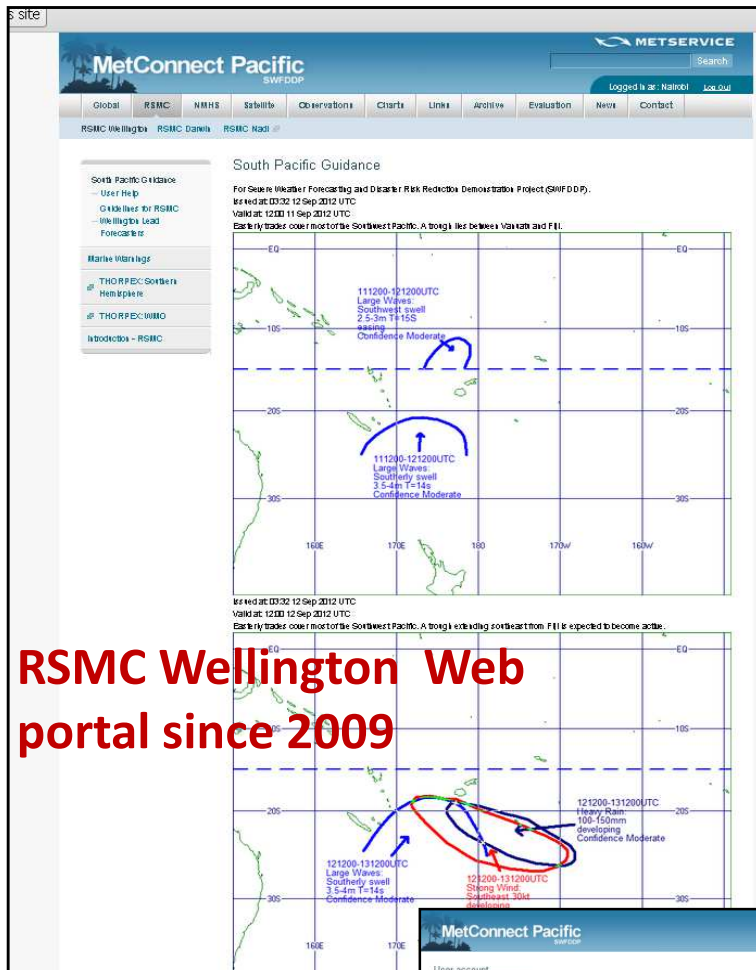 s site
METSERVICE
MetConnect Pacific
SWFDDP
Search
Logged in as: Nairobi Log Out
Global RSMC NMHS Satellite Observations Charts Links Archive Evaluation News Contact
RSMC Wellington RSMC Darwin RSMC Nadi
South Pacific Guidance
User Help
Guidelines for RSMC
Wellington Lead
Forecasters
Marine Warnings
THORPEX: Southern
Hemisphere
THORPEX: WMO
Introduction - RSMC
South Pacific Guidance
For Severe Weather Forecasting and Disaster Risk Reduction Demonstration Project (SWFDDP).
Issued at: 03:32 12 Sep 2012 UTC
Valid at: 12:00 11 Sep 2012 UTC
Easterly trades cover most of the Southwest Pacific. A trough lies between Vanuatu and Fiji.
EQ EQ
111200-121200UTC
Large Waves:
Southwest swell
2.5-3m T=15S
easing
Confidence Moderate
10S 10S
20S 20S
111200-121200UTC
Large Waves:
Southerly swell
3.5-4m T=14s
Confidence Moderate
30S 30S
160E 170E 180 170W 160W
Issued at: 03:32 12 Sep 2012 UTC
Valid at: 12:00 12 Sep 2012 UTC
Easterly trades cover most of the Southwest Pacific. A trough extending southeast from Fiji is expected to become active.
EQ EQ
RSMC Wellington Web
portal since 2009
10S 10S
20S 20S
121200-131200UTC
Heavy Rain:
100-150mm
developing
Confidence Moderate
121200-131200UTC
Large Waves:
Southerly swell
3.5-4m T=14s
Confidence Moderate
121200-131200UTC
Strong Wind:
Southeast 30kt
developing
30S 30S
160E 170E
MetConnect Pacific
SWFDDP
User account